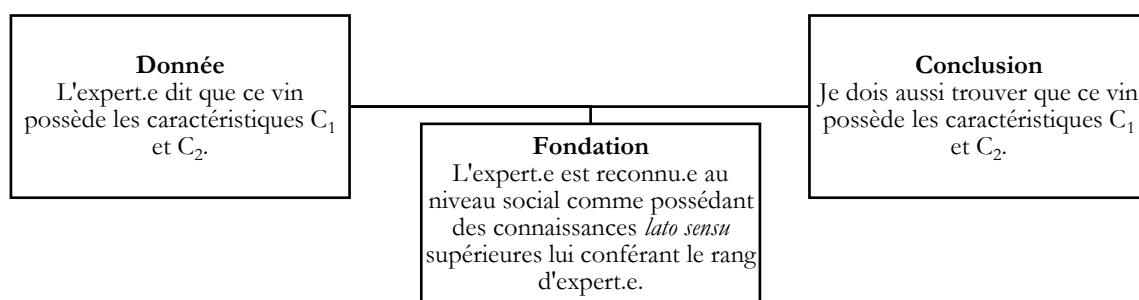 Donnée
L'expert.e dit que ce vin
possède les caractéristiques C₁
et C₂.
Fondation
L'expert.e est reconnu.e au
niveau social comme possédant
des connaissances lato sensu
supérieures lui conférant le rang
d'expert.e.
Conclusion
Je dois aussi trouver que ce vin
possède les caractéristiques C₁
et C₂.